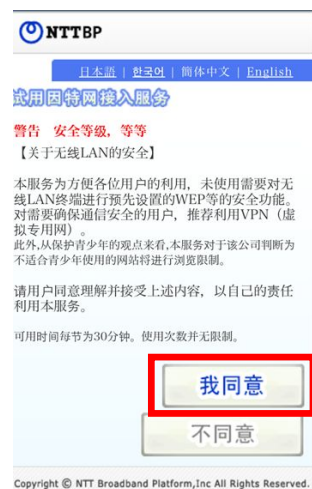 NTTBP
日本語 | 한국어 | 簡体中文 | English
试用因特网接入服务
警告 安全等级，等等
【关于无线LAN的安全】
本服务为方便各位用户的利用，未使用需要对无
线LAN终端进行预先设置的WEP等的安全功能。
对需要确保通信安全的用户，推荐利用VPN（虚
拟专用网）。
此外,从保护青少年的观点来看,本服务对于该公司判断为
不适合青少年使用的网站将进行浏览限制。
请用户同意理解并接受上述内容，以自己的责任
利用本服务。
可用时间每节为30分钟。使用次数并无限制。
我同意
不同意
Copyright © NTT Broadband Platform,Inc All Rights Reserved.